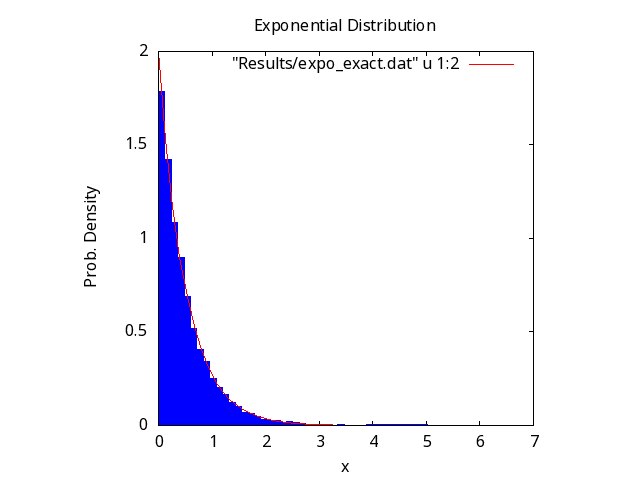 Exponential Distribution
"Results/expo_exact.dat" u 1:2
Prob. Density
2
1.5
1
0.5
0
0 1 2 3 4 5 6 7
x